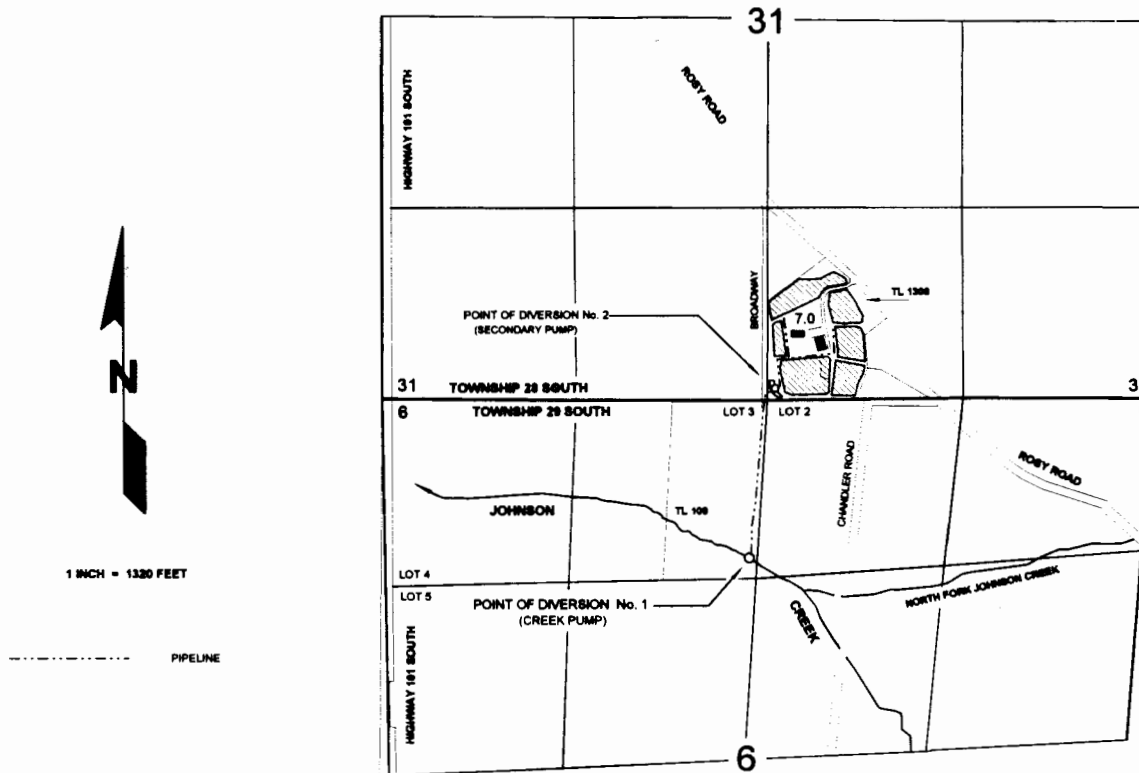 31
HIGHWAY 101 SOUTH
ROSY ROAD
BROADWAY
TL 1300
POINT OF DIVERSION No. 2
(SECONDARY PUMP)
7.0
N
31
TOWNSHIP 28 SOUTH
3
6
TOWNSHIP 29 SOUTH
LOT 3
LOT 2
ROSY ROAD
CHANDLER ROAD
JOHNSON
TL 100
1 INCH = 1320 FEET
LOT 4
LOT 5
NORTH FORK JOHNSON CREEK
POINT OF DIVERSION No. 1
(CREEK PUMP)
CREEK
PIPELINE
HIGHWAY 101 SOUTH
6